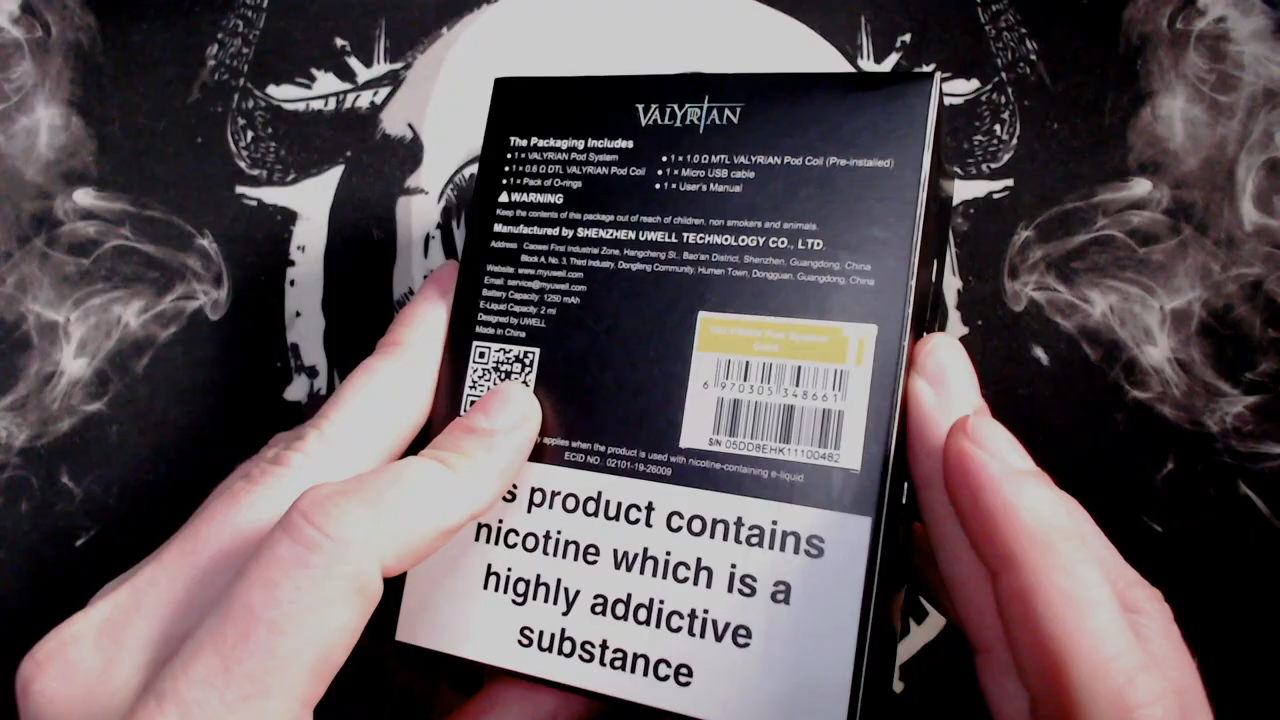 VALYRIAN
The Packaging Includes
• 1 × VALYRIAN Pod System
• 1 × 0.6 Ω DTL VALYRIAN Pod Coil
• 1 × Pack of O-rings
• 1 × 1.0 Ω MTL VALYRIAN Pod Coil (Pre-installed)
• 1 × Micro USB cable
• 1 × User's Manual
WARNING
Keep the contents of this package out of reach of children, non smokers and animals.
Manufactured by SHENZHEN UWELL TECHNOLOGY CO., LTD.
Address: Caowei First Industrial Zone, Hangcheng St., Bao'an District, Shenzhen, Guangdong, China
Block A, No. 3, Third Industry, Dongfeng Community, Humen Town, Dongguan, Guangdong, China
Website: www.myuwell.com
Email: service@myuwell.com
Battery Capacity: 1250 mAh
E-Liquid Capacity: 2 ml
Designed by UWELL
Made in China
VALYRIAN Pod System
Gold
6 970305 348661
S/N 05DD8EHK11100482
applies when the product is used with nicotine-containing e-liquid.
ECID NO.: 02101-19-26009
product contains
nicotine which is a
highly addictive
substance